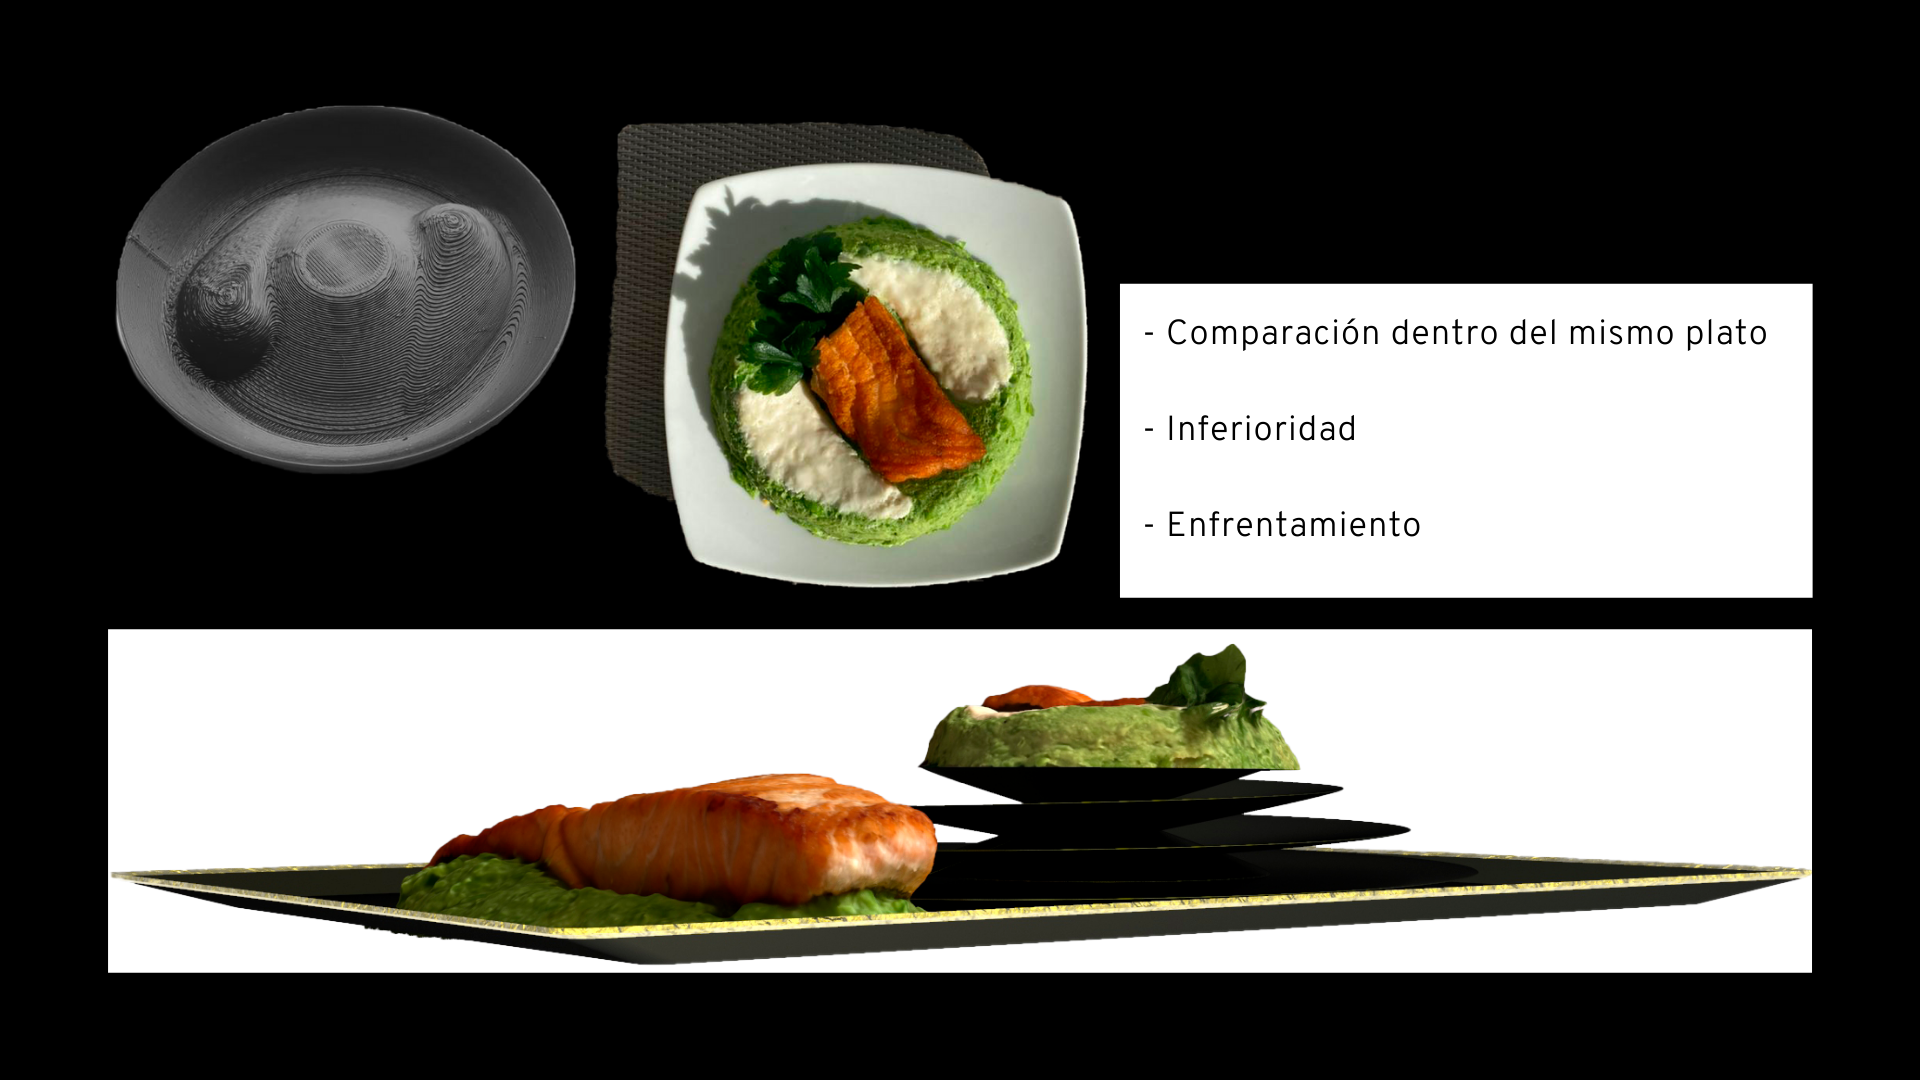 - Comparación dentro del mismo plato
- Inferioridad
- Enfrentamiento